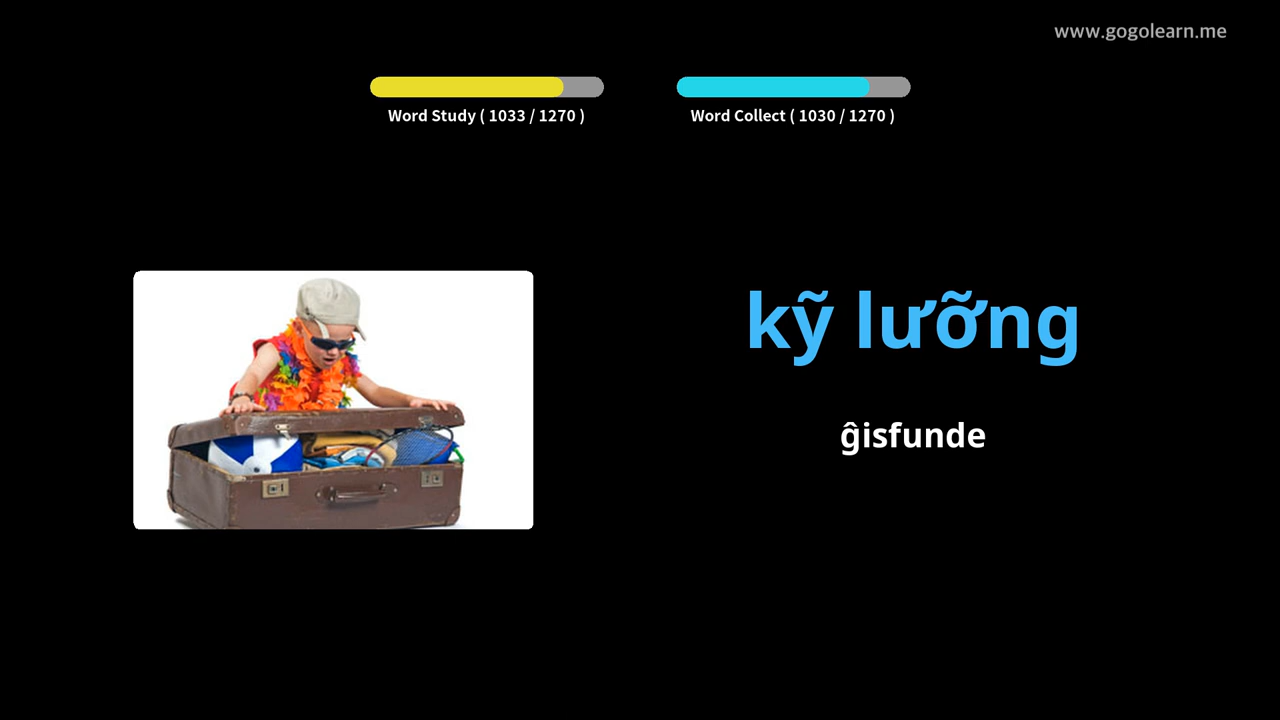 www.gogolearn.me
Word Study ( 1033 / 1270 )
Word Collect ( 1030 / 1270 )
kỹ lưỡng
ĝisfunde